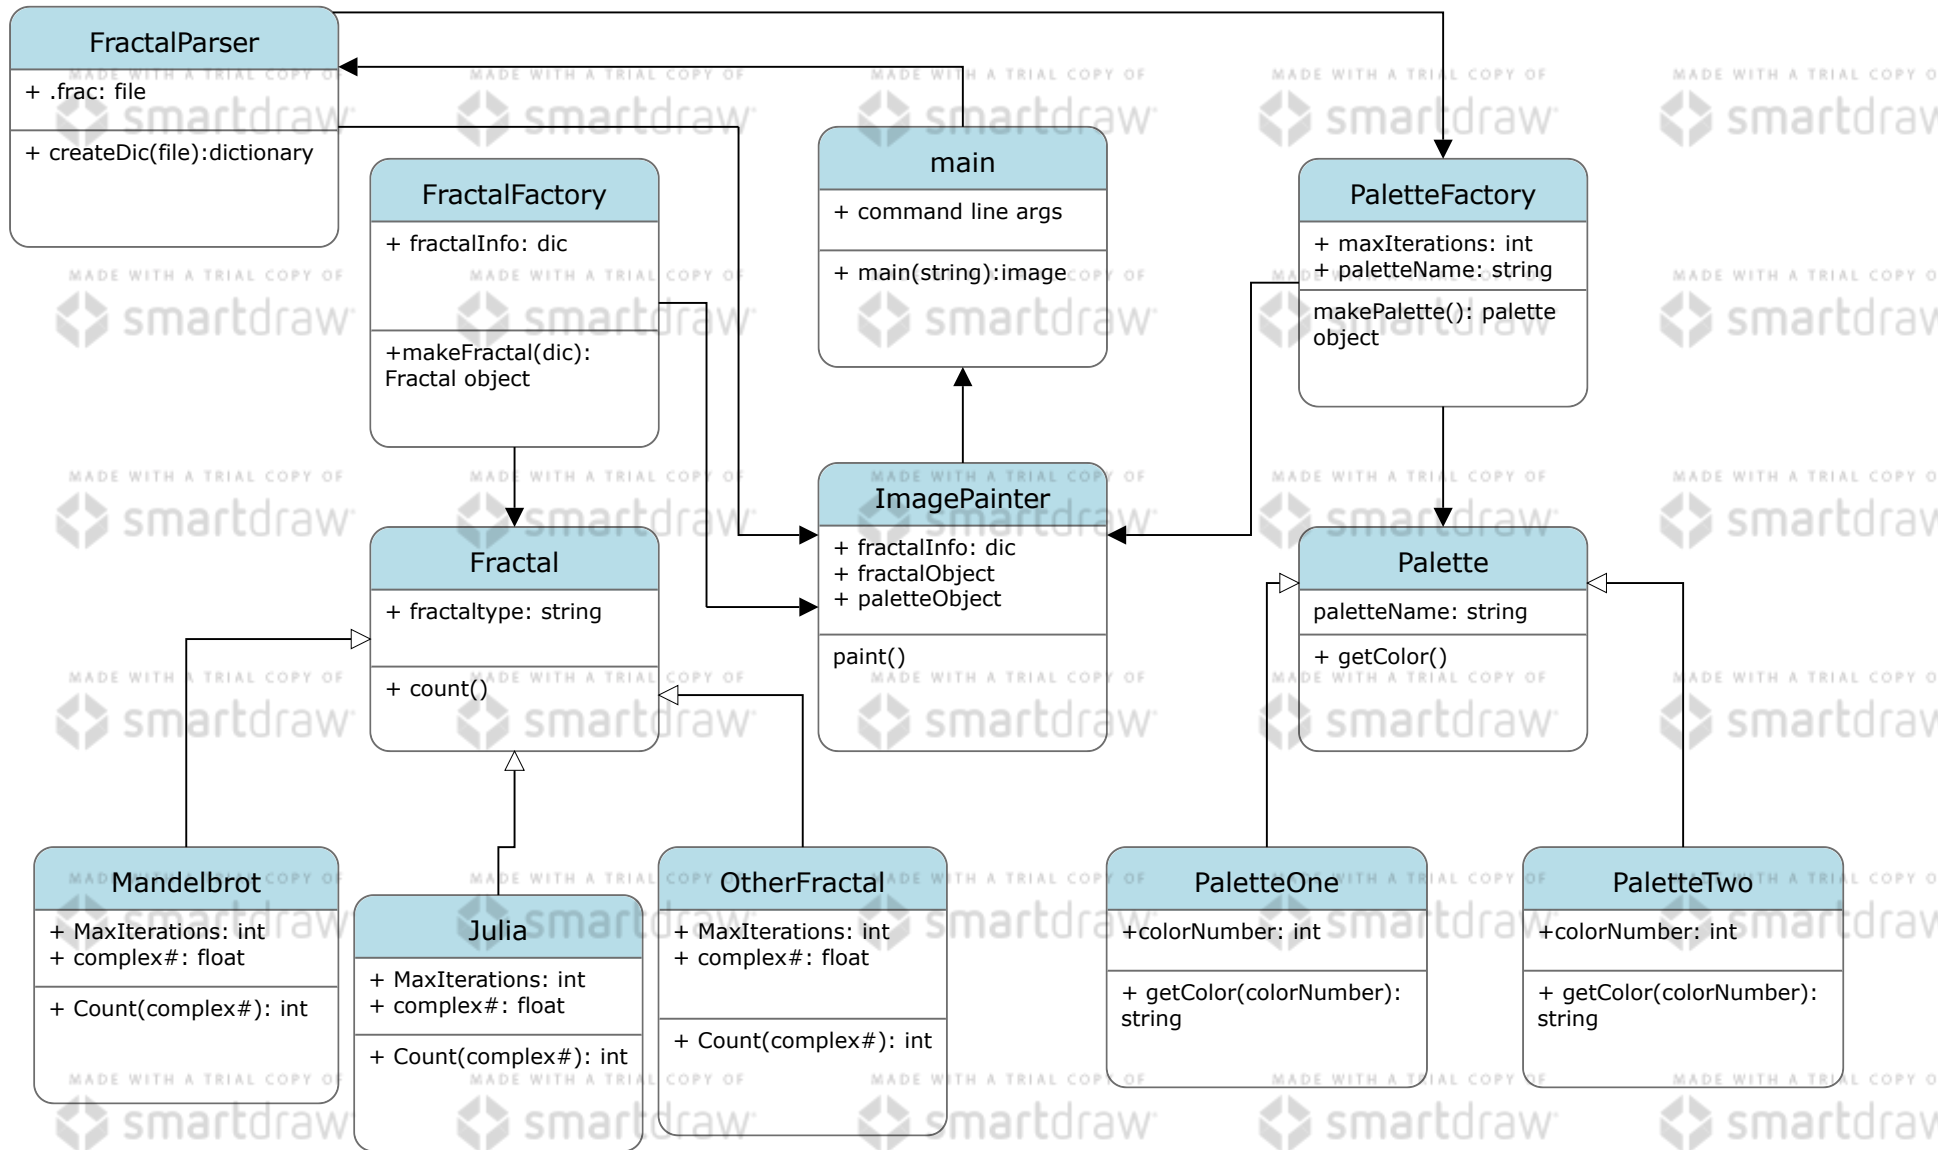 FractalParser
+ .frac: file
+ createDic(file):dictionary
FractalFactory
+ fractalInfo: dic
+makeFractal(dic):
Fractal object
main
+ command line args
+ main(string):image
PaletteFactory
+ maxIterations: int
+ paletteName: string
makePalette(): palette
object
Fractal
+ fractaltype: string
+ count()
ImagePainter
+ fractalInfo: dic
+ fractalObject
+ paletteObject
paint()
Palette
paletteName: string
+ getColor()
Mandelbrot
+ MaxIterations: int
+ complex#: float
+ Count(complex#): int
Julia
+ MaxIterations: int
+ complex#: float
+ Count(complex#): int
OtherFractal
+ MaxIterations: int
+ complex#: float
+ Count(complex#): int
PaletteOne
+colorNumber: int
+ getColor(colorNumber):
string
PaletteTwo
+colorNumber: int
+ getColor(colorNumber):
string
MADE WITH A TRIAL COPY OF
smartdraw